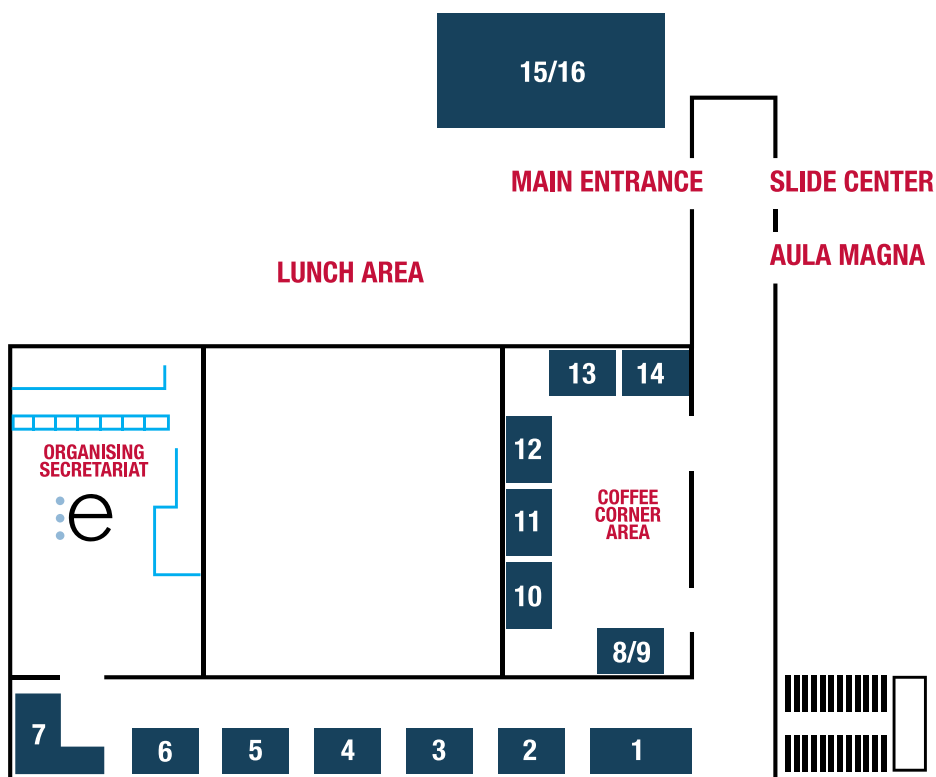 15/16
MAIN ENTRANCE
SLIDE CENTER
AULA MAGNA
LUNCH AREA
13
14
12
ORGANISING
SECRETARIAT
e
11
COFFEE
CORNER
AREA
10
8/9
7
6
5
4
3
2
1